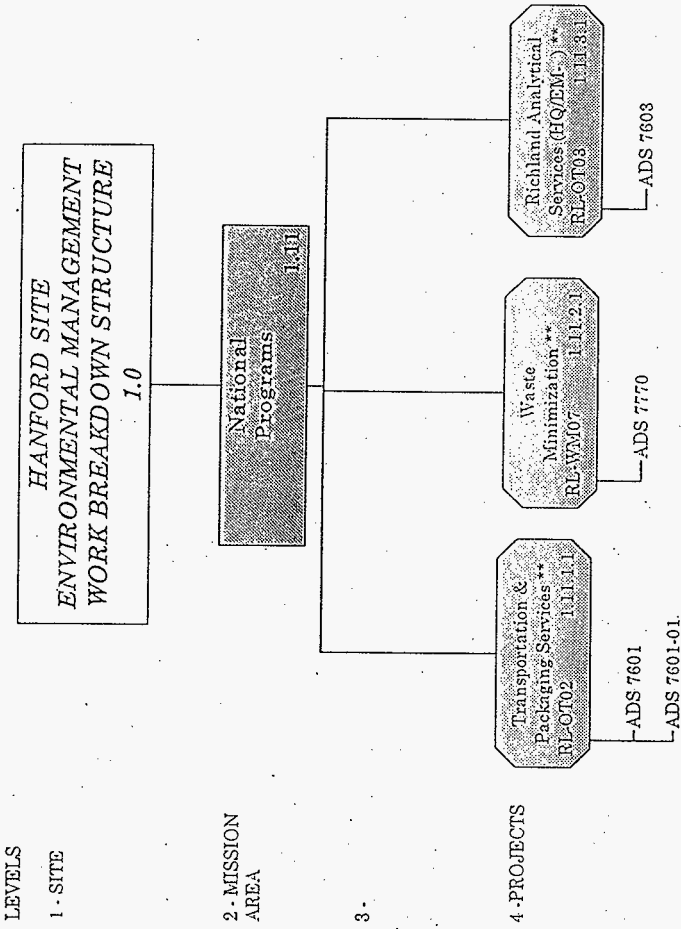 LEVELS
1 - SITE
HANFORD SITE
ENVIRONMENTAL MANAGEMENT
WORK BREAKDOWN STRUCTURE
1.0
2 - MISSION
AREA
National
Programs
1.11
3 -
4 - PROJECTS
Transportation &
Packaging Services **
RL-OT02 1.11.1.1
ADS 7601
ADS 7601-01
Waste
Minimization **
RL-WM07 1.11.2.1
ADS 7770
Richland Analytical
Services (HQ/EM-. ) **
RL-OT03 1.11.3.1
ADS 7603